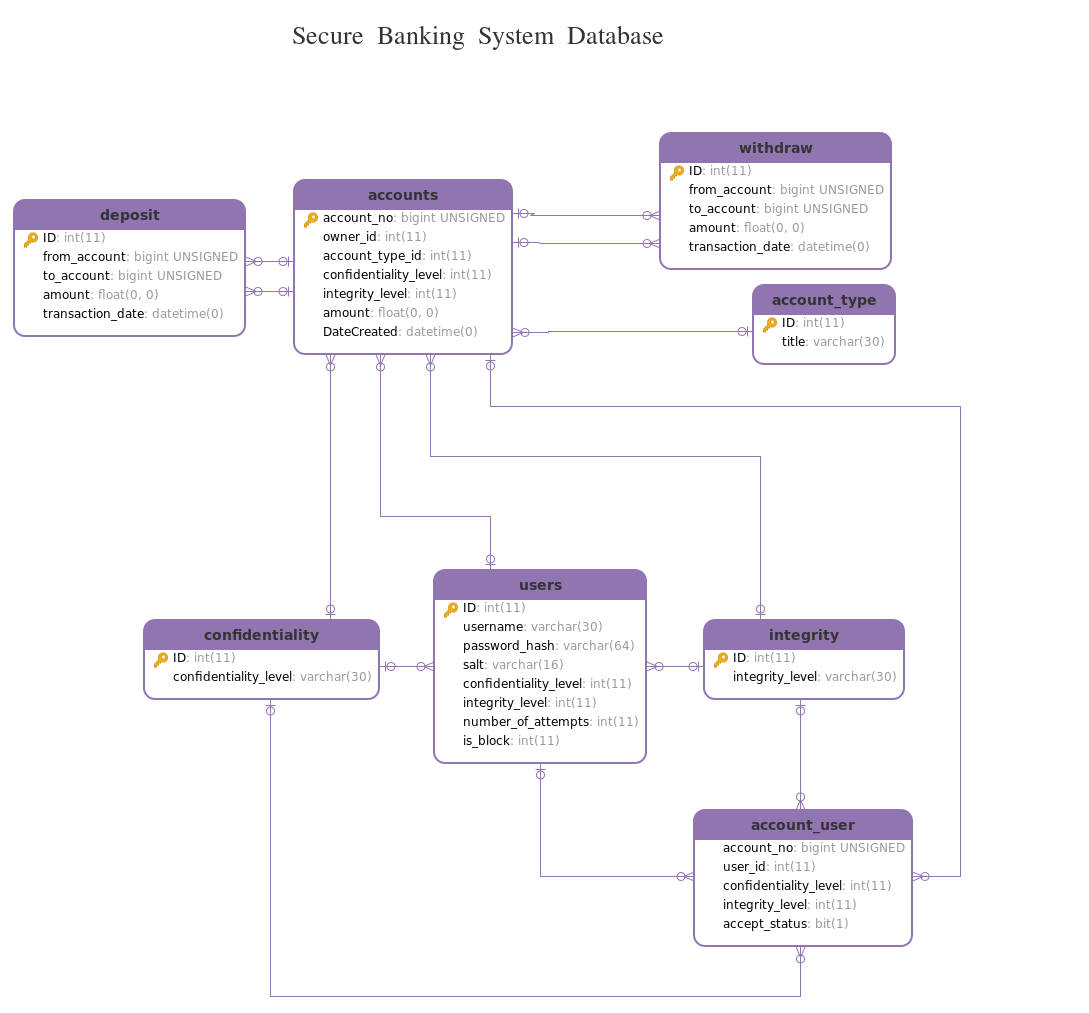 Secure Banking System Database
withdraw
ID: int(11)
from_account: bigint UNSIGNED
to_account: bigint UNSIGNED
amount: float(0, 0)
transaction_date: datetime(0)
accounts
account_no: bigint UNSIGNED
owner_id: int(11)
account_type_id: int(11)
confidentiality_level: int(11)
integrity_level: int(11)
amount: float(0, 0)
DateCreated: datetime(0)
deposit
ID: int(11)
from_account: bigint UNSIGNED
to_account: bigint UNSIGNED
amount: float(0, 0)
transaction_date: datetime(0)
account_type
ID: int(11)
title: varchar(30)
users
ID: int(11)
username: varchar(30)
password_hash: varchar(64)
salt: varchar(16)
confidentiality_level: int(11)
integrity_level: int(11)
number_of_attempts: int(11)
is_block: int(11)
confidentiality
ID: int(11)
confidentiality_level: varchar(30)
integrity
ID: int(11)
integrity_level: varchar(30)
account_user
account_no: bigint UNSIGNED
user_id: int(11)
confidentiality_level: int(11)
integrity_level: int(11)
accept_status: bit(1)